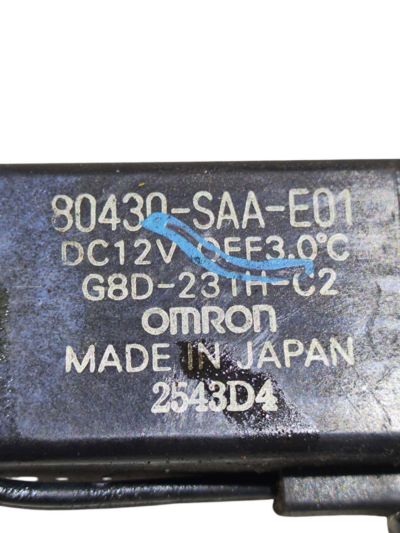 80430-SAA-E01
DC12V OFF3.0°C
G8D-231H-C2
OMRON
MADE IN JAPAN
2543D4